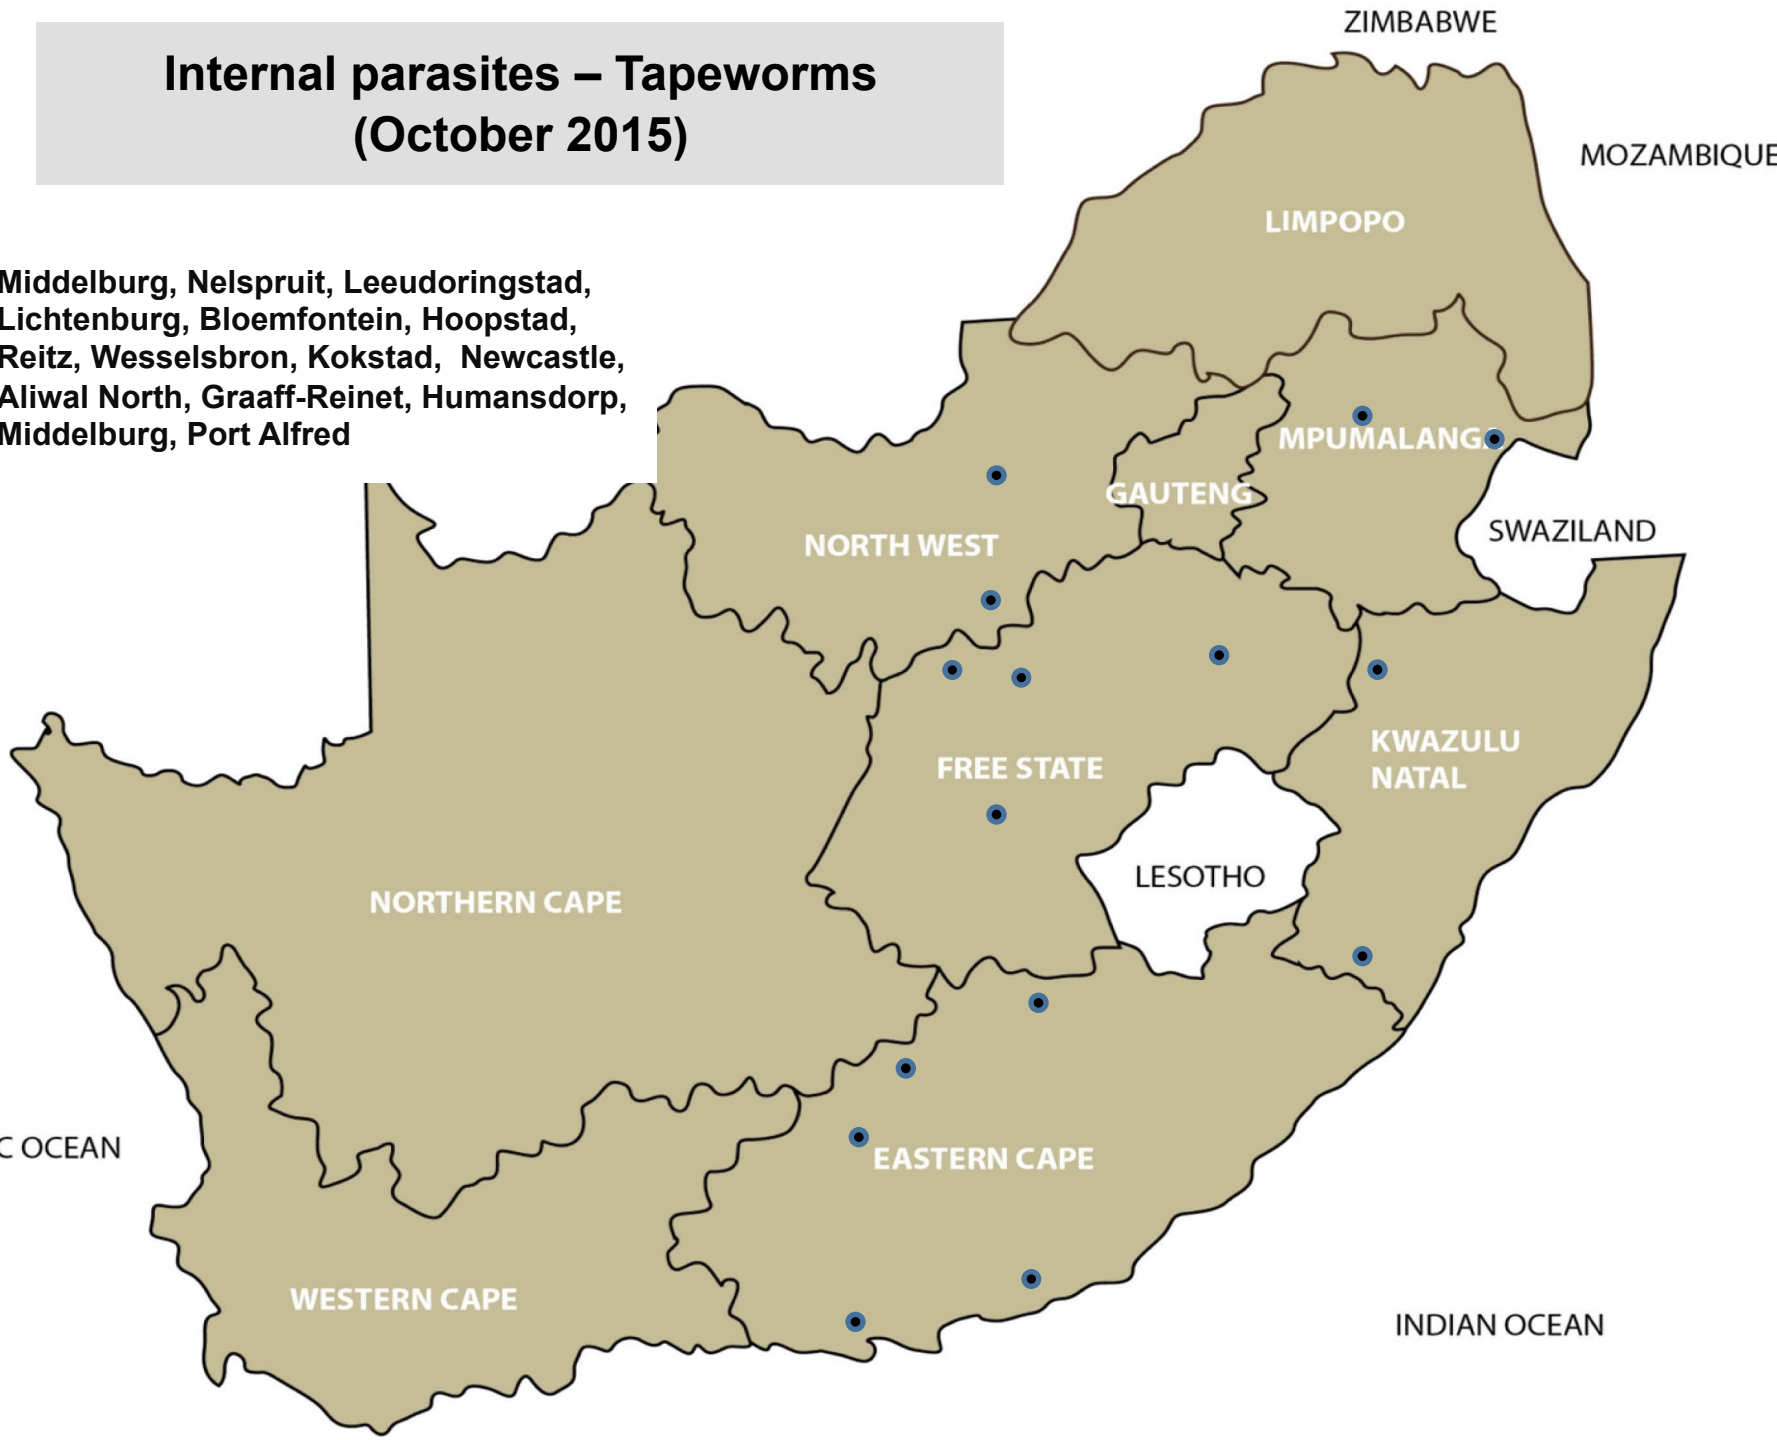 Internal parasites – Tapeworms
(October 2015)
Middelburg, Nelspruit, Leeudoringstad,
Lichtenburg, Bloemfontein, Hoopstad,
Reitz, Wesselsbron, Kokstad, Newcastle,
Aliwal North, Graaff-Reinet, Humansdorp,
Middelburg, Port Alfred
ZIMBABWE
MOZAMBIQUE
LIMPOPO
MPUMALANGA
GAUTENG
NORTH WEST
SWAZILAND
KWAZULU
NATAL
FREE STATE
LESOTHO
NORTHERN CAPE
C OCEAN
EASTERN CAPE
WESTERN CAPE
INDIAN OCEAN